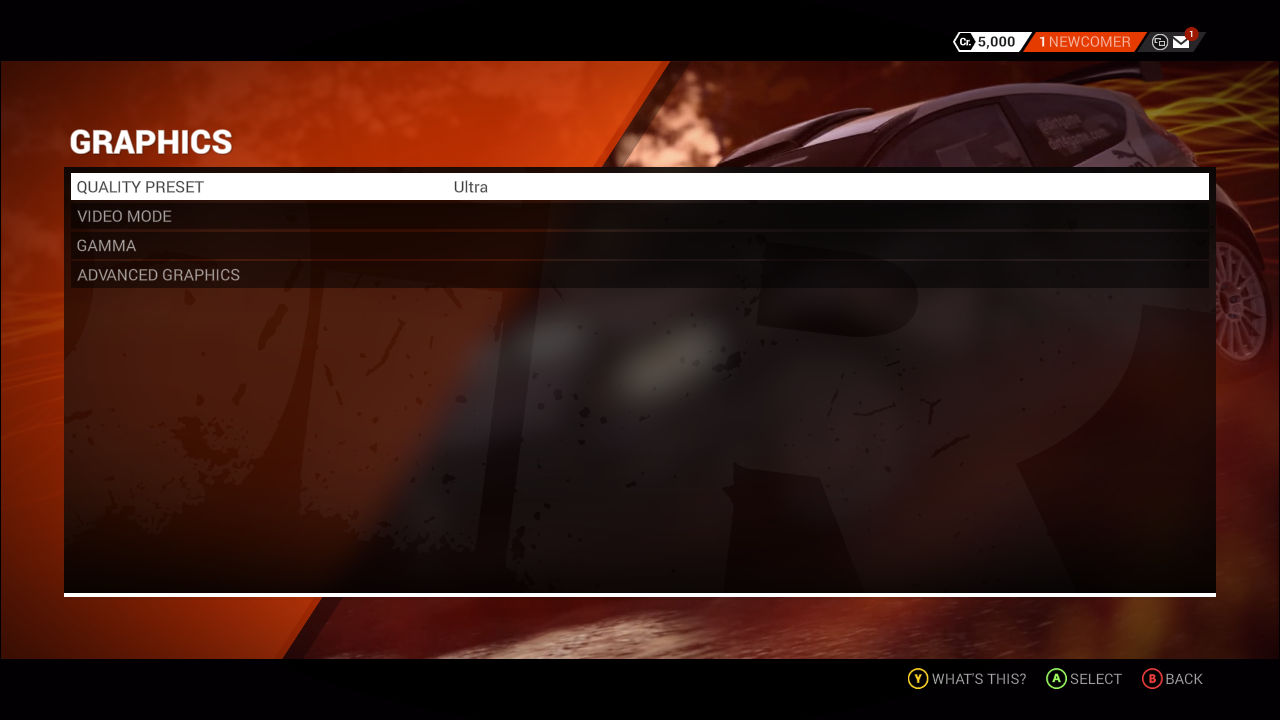 Cr. 5,000 1 NEWCOMER 1
GRAPHICS
QUALITY PRESET Ultra
VIDEO MODE
GAMMA
ADVANCED GRAPHICS
Y WHAT'S THIS? A SELECT B BACK